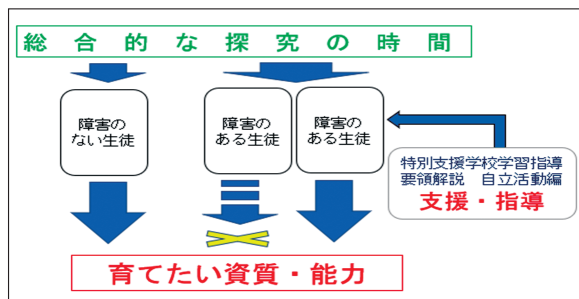 総合的な探究の時間
障害の
ない生徒
障害の
ある生徒
障害の
ある生徒
特別支援学校学習指導
要領解説　自立活動編
支援・指導
育てたい資質・能力